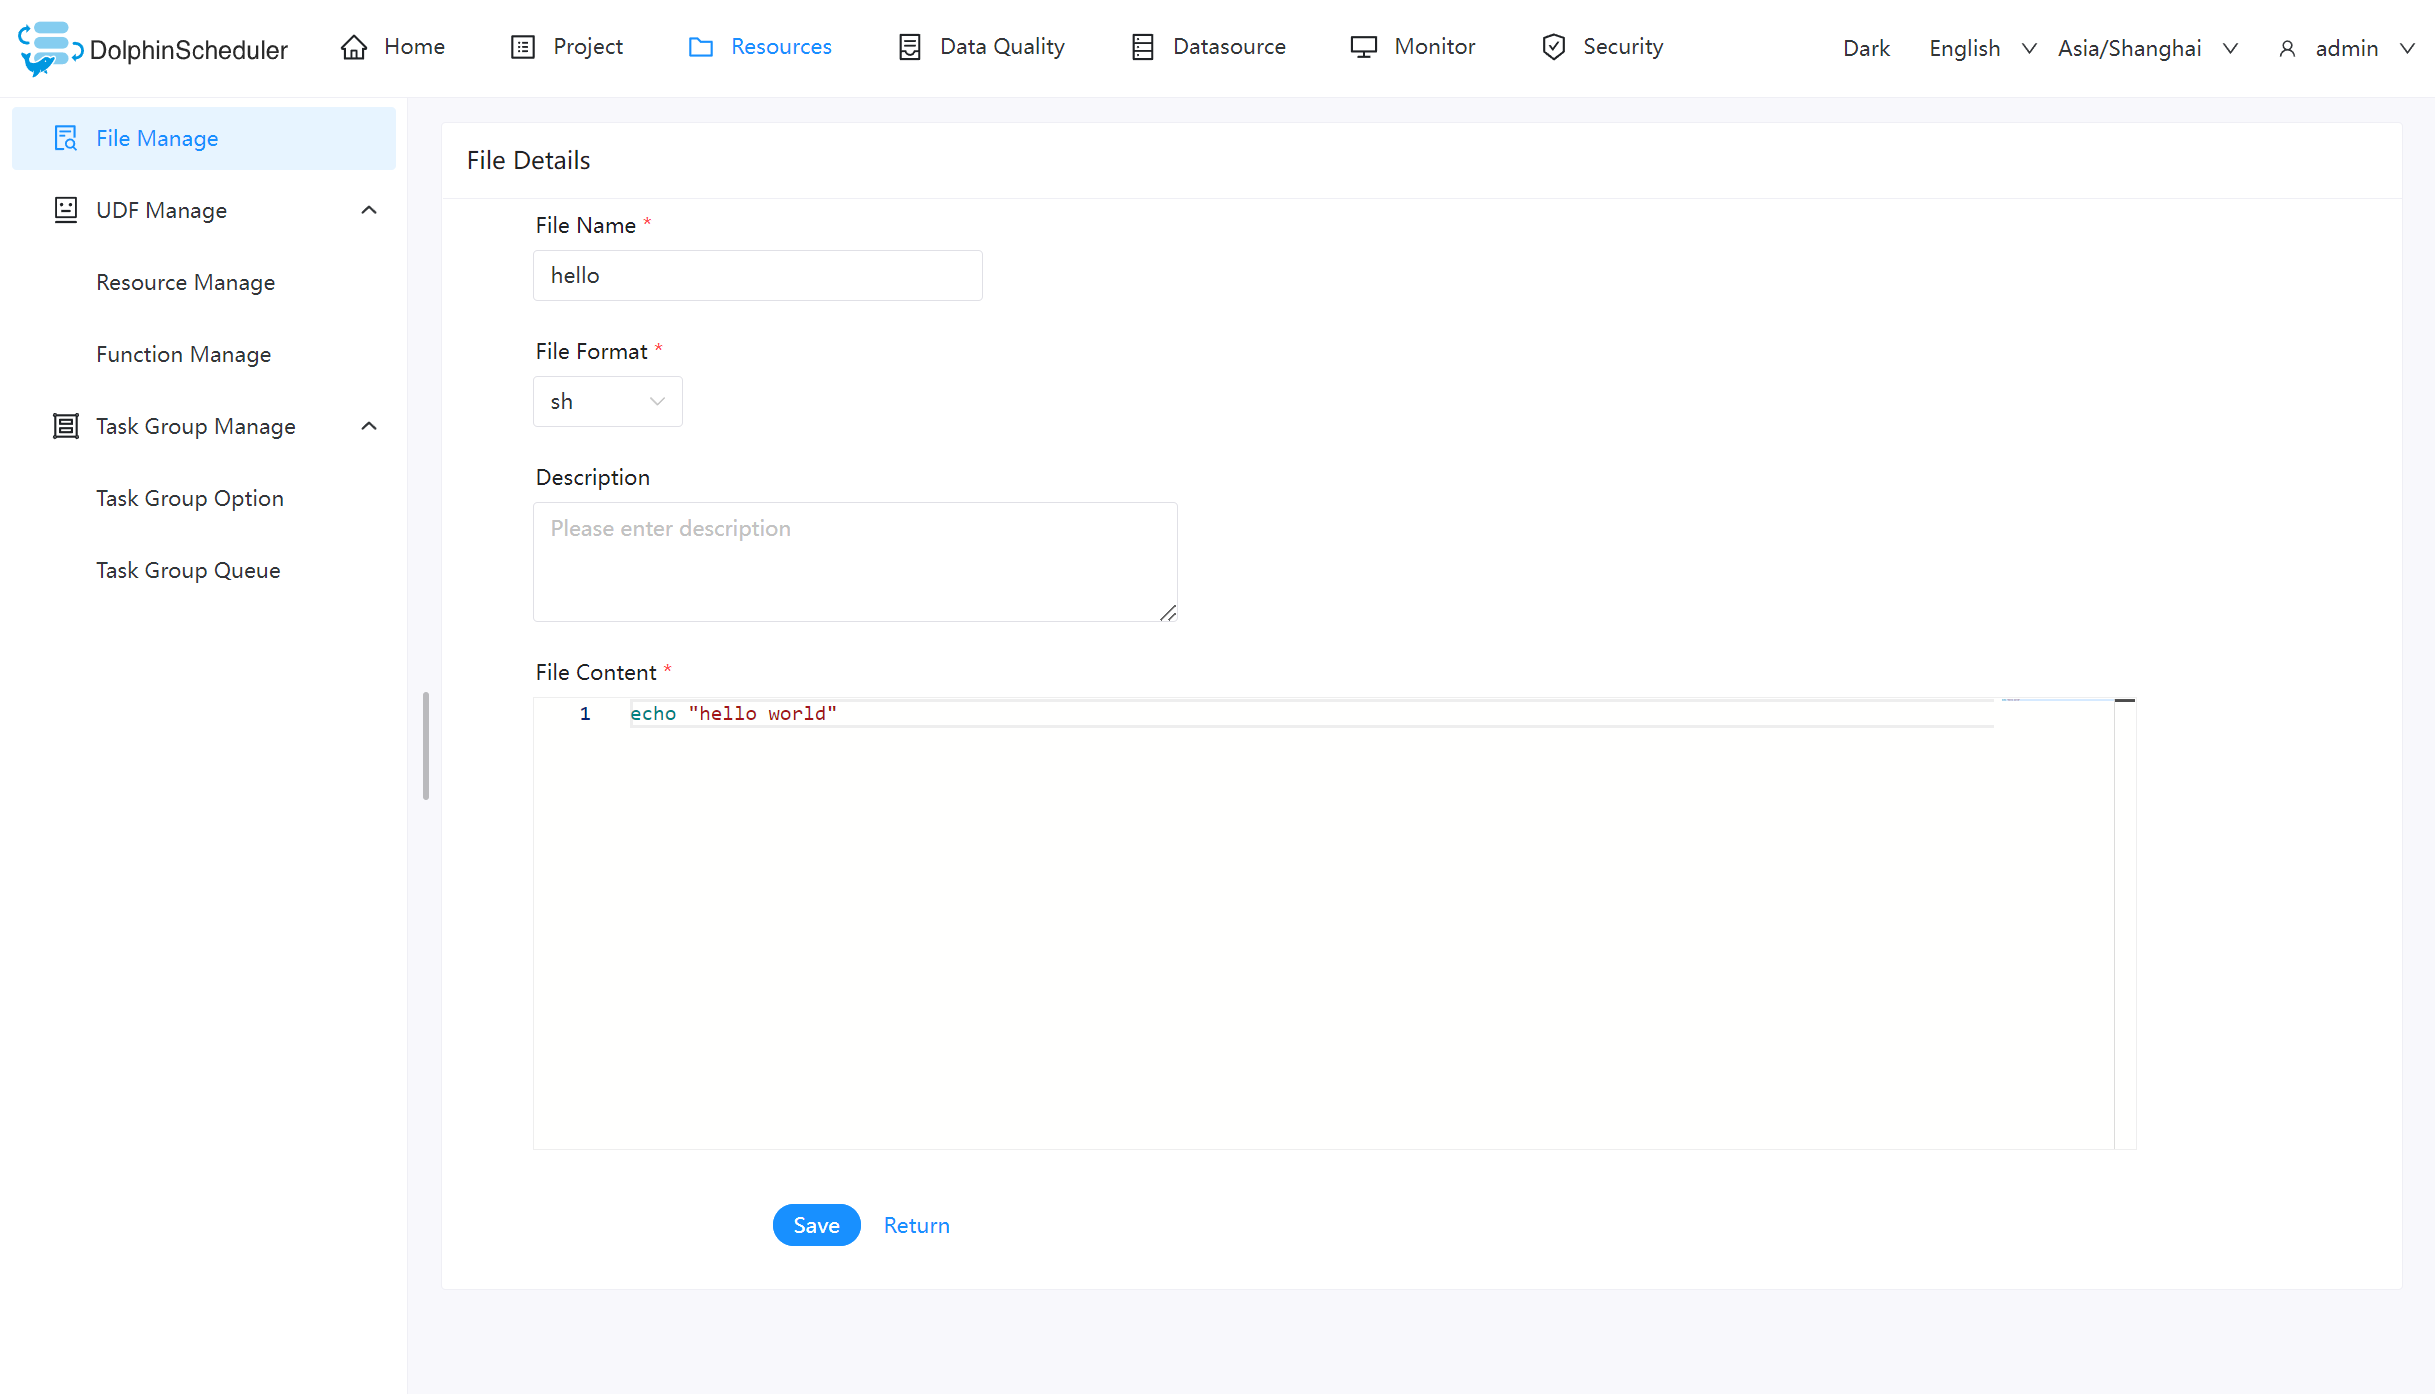 DolphinScheduler Home Project Resources Data Quality Datasource Monitor Security Dark English Asia/Shanghai admin
File Manage
UDF Manage
Resource Manage
Function Manage
Task Group Manage
Task Group Option
Task Group Queue
File Details
File Name *
hello
File Format *
sh
Description
Please enter description
File Content *
1 echo "hello world"
Save Return